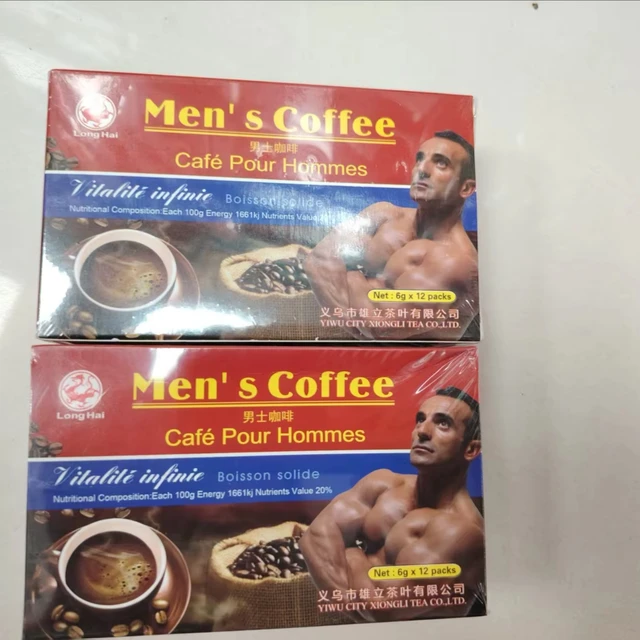 Long Hai
Men's Coffee
男士咖啡
Café Pour Hommes
Vitalité infinie Boisson solide
Nutritional Composition:Each 100g Energy 1661kj Nutrients Value 20%
Net : 6g x 12 packs
义乌市雄立茶叶有限公司
YIWU CITY XIONGLI TEA CO.,LTD.
Long Hai
Men's Coffee
男士咖啡
Café Pour Hommes
Vitalité infinie Boisson solide
Nutritional Composition:Each 100g Energy 1661kj Nutrients Value 20%
Net : 6g x 12 packs
义乌市雄立茶叶有限公司
YIWU CITY XIONGLI TEA CO.,LTD.